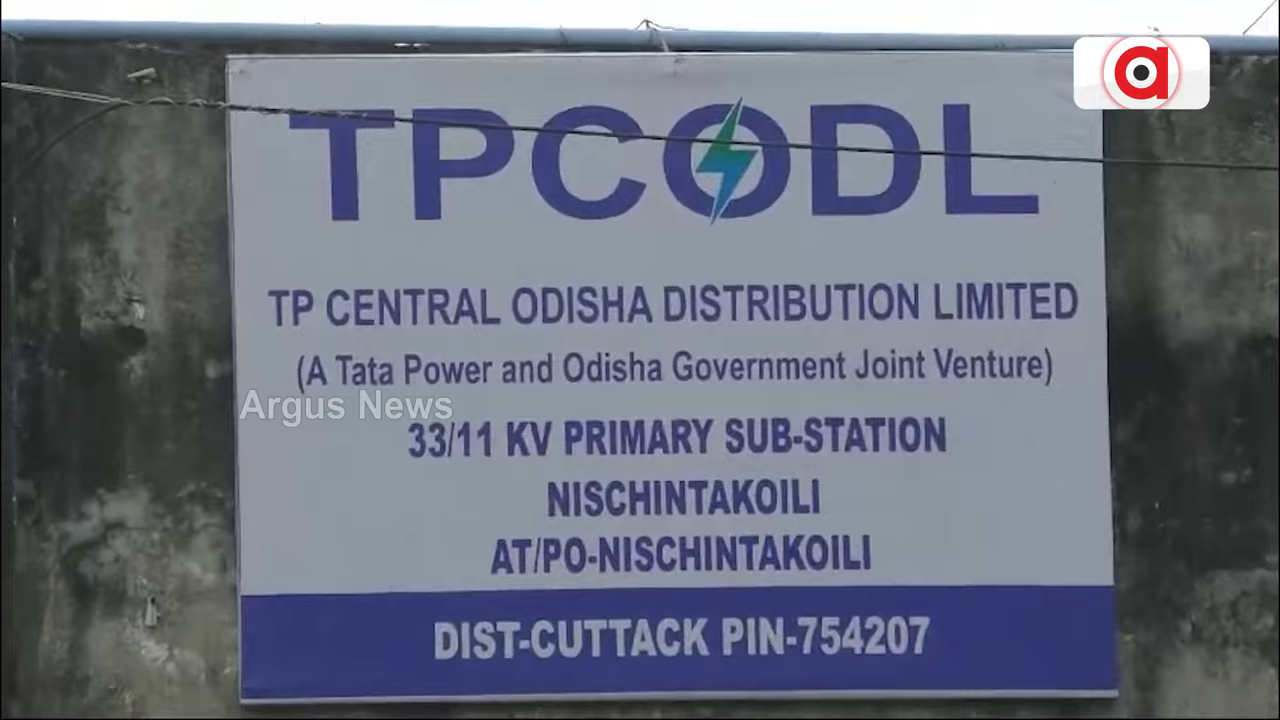 TPCODL
TP CENTRAL ODISHA DISTRIBUTION LIMITED
(A Tata Power and Odisha Government Joint Venture)
Argus News
33/11 KV PRIMARY SUB-STATION
NISCHINTAKOILI
AT/PO-NISCHINTAKOILI
DIST-CUTTACK PIN-754207